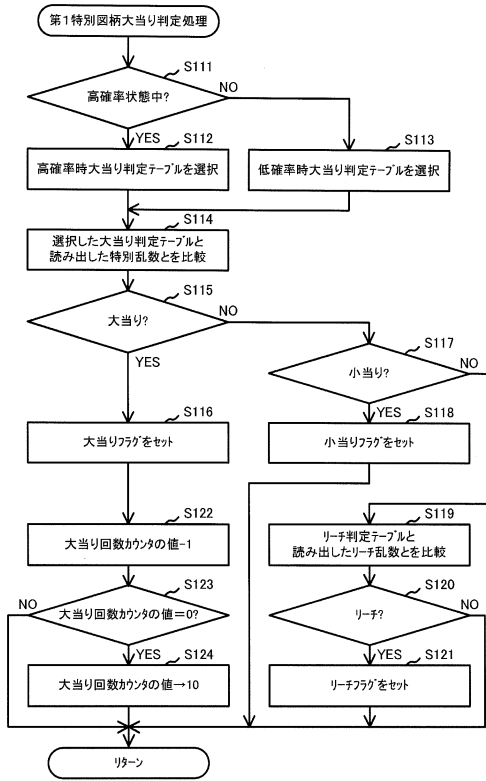 第1特別図柄大当り判定処理
S111
高確率状態中?
NO
YES
S112
高確率時大当り判定テーブルを選択
S113
低確率時大当り判定テーブルを選択
S114
選択した大当り判定テーブルと
読み出した特別乱数とを比較
S115
大当り?
NO
YES
S117
小当り?
NO
YES
S116
大当りフラグをセット
S118
小当りフラグをセット
S122
大当り回数カウンタの値-1
S119
リーチ判定テーブルと
読み出したリーチ乱数とを比較
S123
大当り回数カウンタの値=0?
NO
YES
S120
リーチ?
NO
YES
S124
大当り回数カウンタの値→10
S121
リーチフラグをセット
リターン